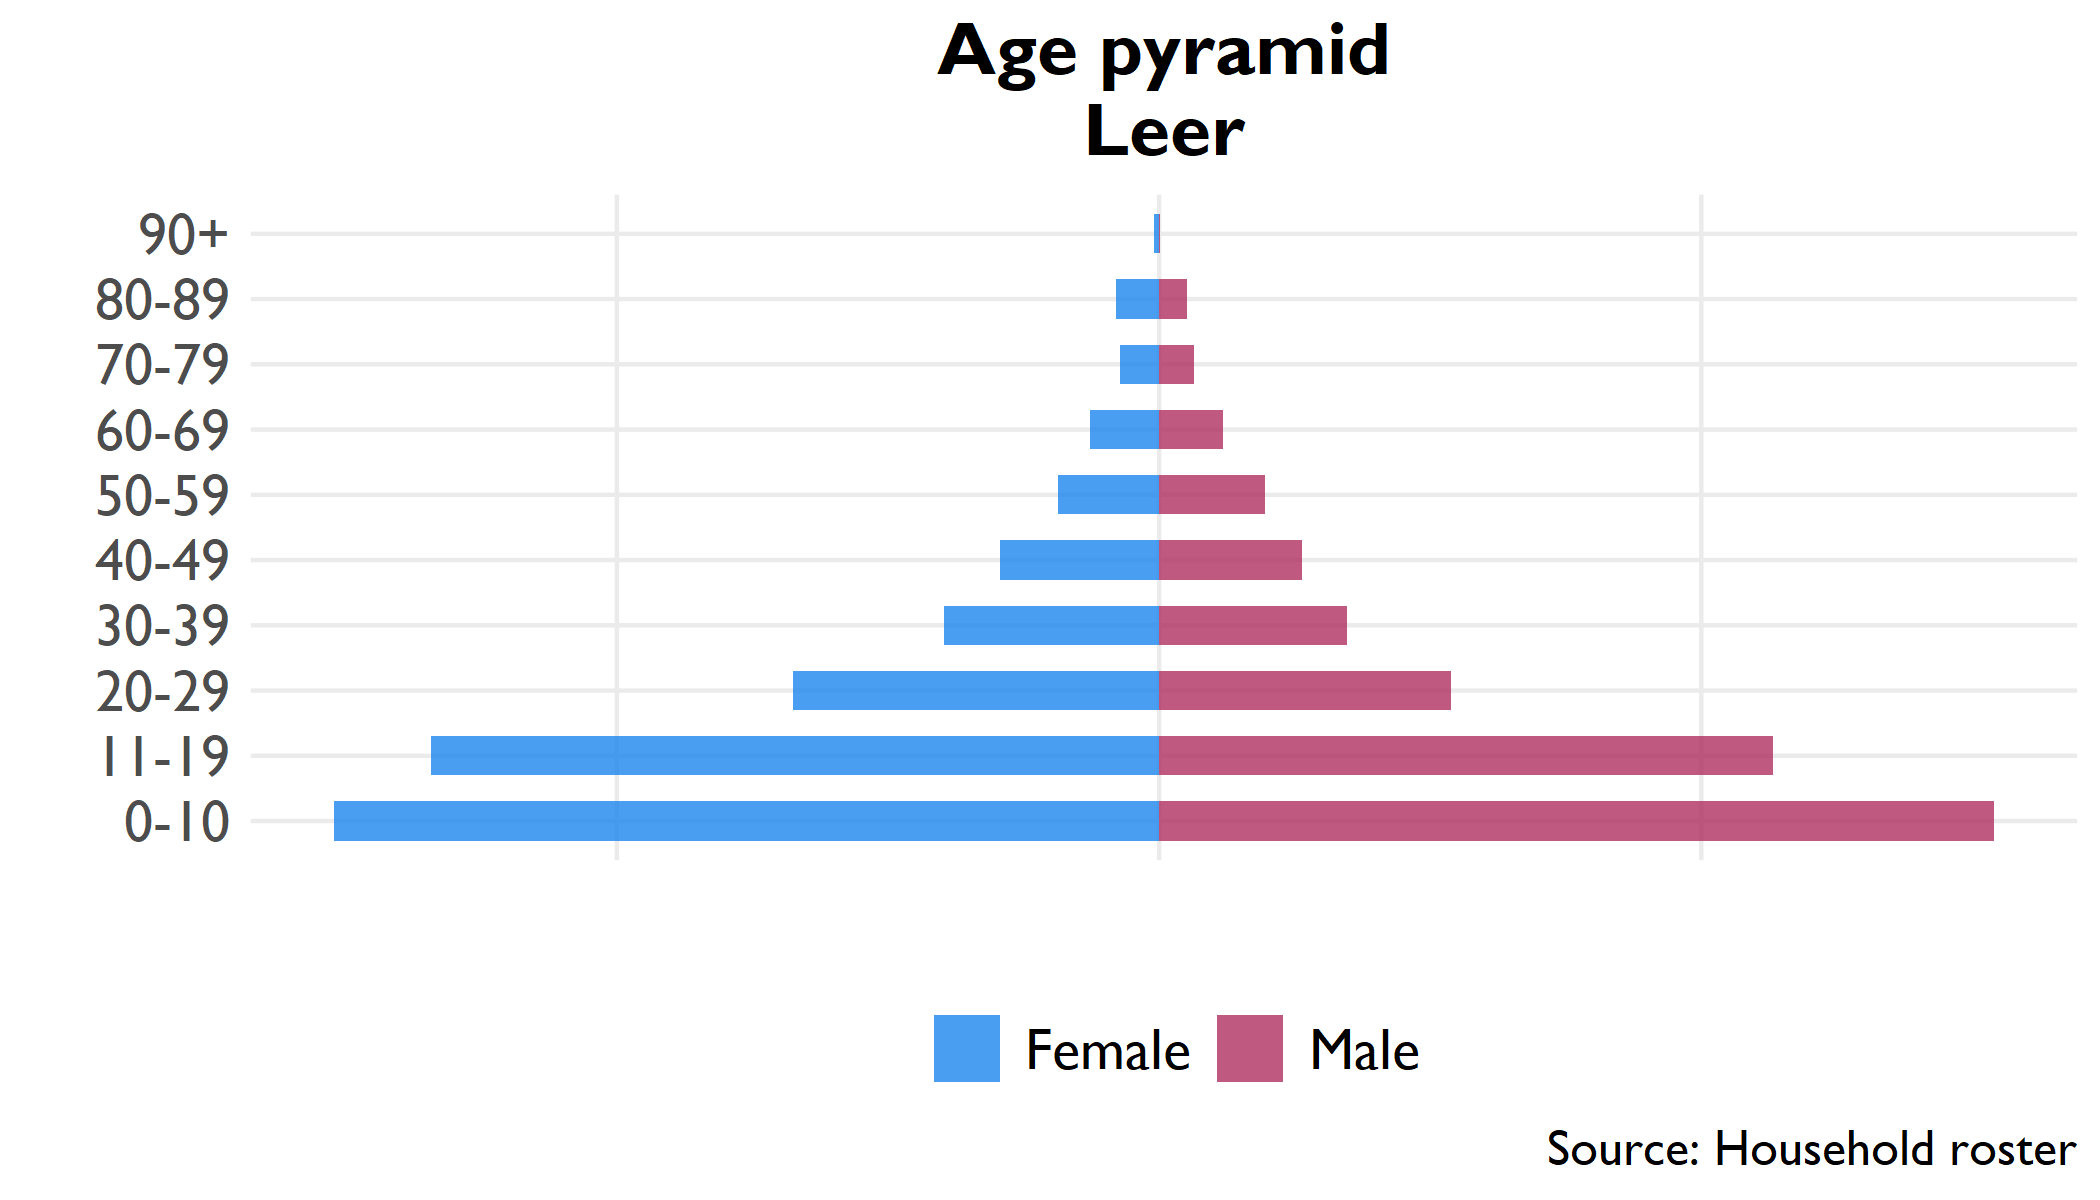 Age pyramid
Leer
90+
80-89
70-79
60-69
50-59
40-49
30-39
20-29
11-19
0-10
Female
Male
Source: Household roster